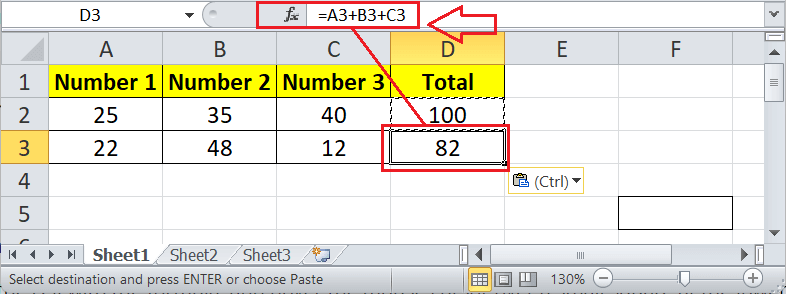 D3 fx =A3+B3+C3
A B C D E F
1 Number 1 Number 2 Number 3 Total
2 25 35 40 100
3 22 48 12 82
4 (Ctrl)
5
Sheet1 Sheet2 Sheet3
Select destination and press ENTER or choose Paste 130%